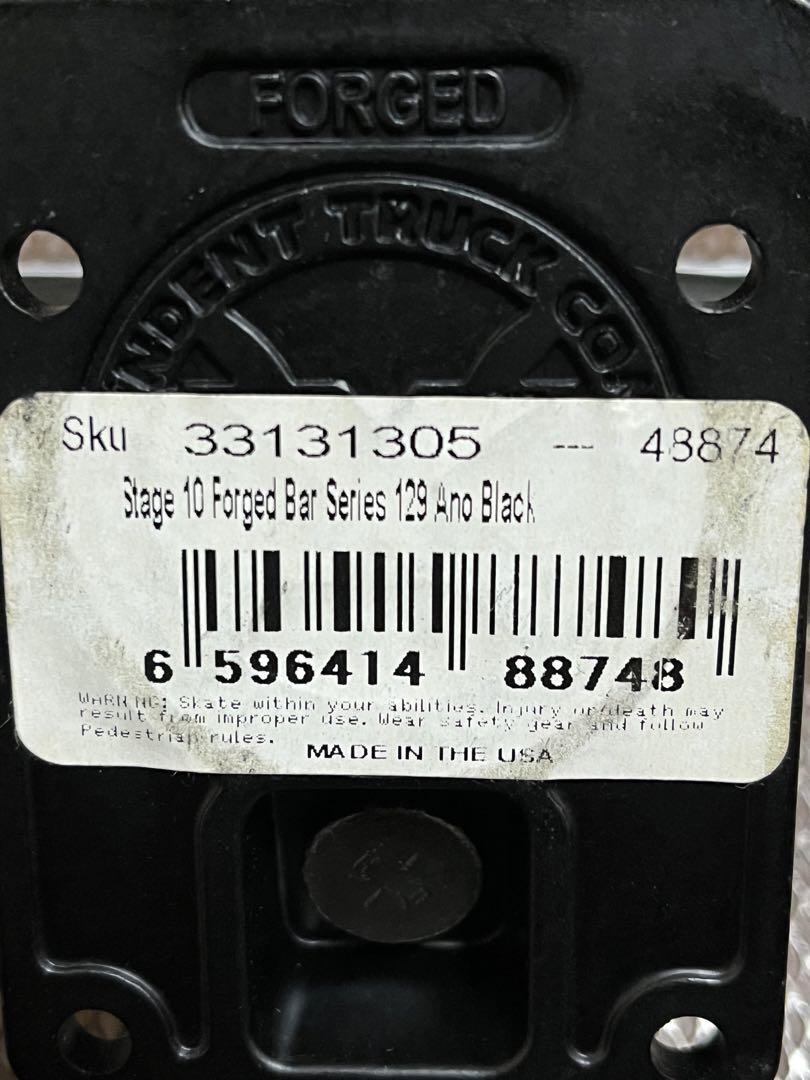 FORGED
NDENT TRUCK CO.
Sku 33131305 --- 48874
Stage 10 Forged Bar Series 129 Ano Black
6 596414 88748
WARNING: Skate within your abilities. Injury or death may
result from improper use. Wear safety gear and follow
Pedestrian rules.
MADE IN THE USA